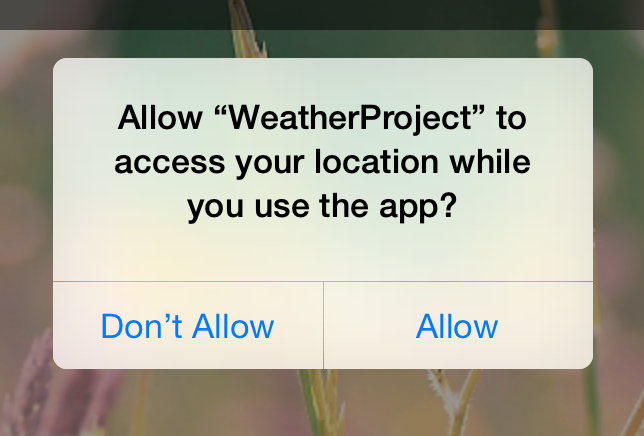 Allow “WeatherProject” to
access your location while
you use the app?
Don’t Allow
Allow